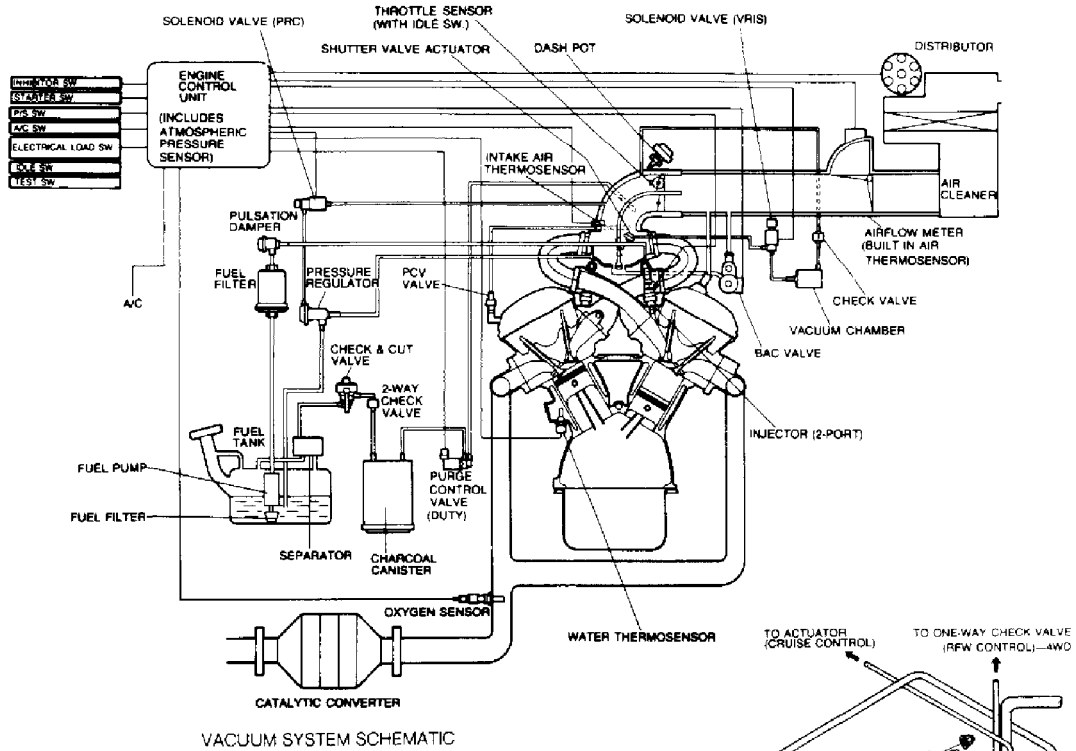 THROTTLE SENSOR
(WITH IDLE SW.)
SOLENOID VALVE (PRC)
SOLENOID VALVE (VRIS)
SHUTTER VALVE ACTUATOR
DASH POT
DISTRIBUTOR
INHIBITOR SW
STARTER SW
P/S SW
A/C SW
ELECTRICAL LOAD SW
IDLE SW
TEST SW
ENGINE
CONTROL
UNIT
(INCLUDES
ATMOSPHERIC
PRESSURE
SENSOR)
INTAKE AIR
THERMOSENSOR
AIR
CLEANER
PULSATION
DAMPER
AIRFLOW METER
(BUILT IN AIR
THERMOSENSOR)
FUEL
FILTER
PRESSURE
REGULATOR
PCV
VALVE
A/C
CHECK VALVE
VACUUM CHAMBER
BAC VALVE
CHECK & CUT
VALVE
2-WAY
CHECK
VALVE
INJECTOR (2-PORT)
FUEL
TANK
FUEL PUMP
FUEL FILTER
PURGE
CONTROL
VALVE
(DUTY)
SEPARATOR
CHARCOAL
CANISTER
OXYGEN SENSOR
WATER THERMOSENSOR
CATALYTIC CONVERTER
TO ACTUATOR
(CRUISE CONTROL)
TO ONE-WAY CHECK VALVE
(RFW CONTROL)—4WD
VACUUM SYSTEM SCHEMATIC